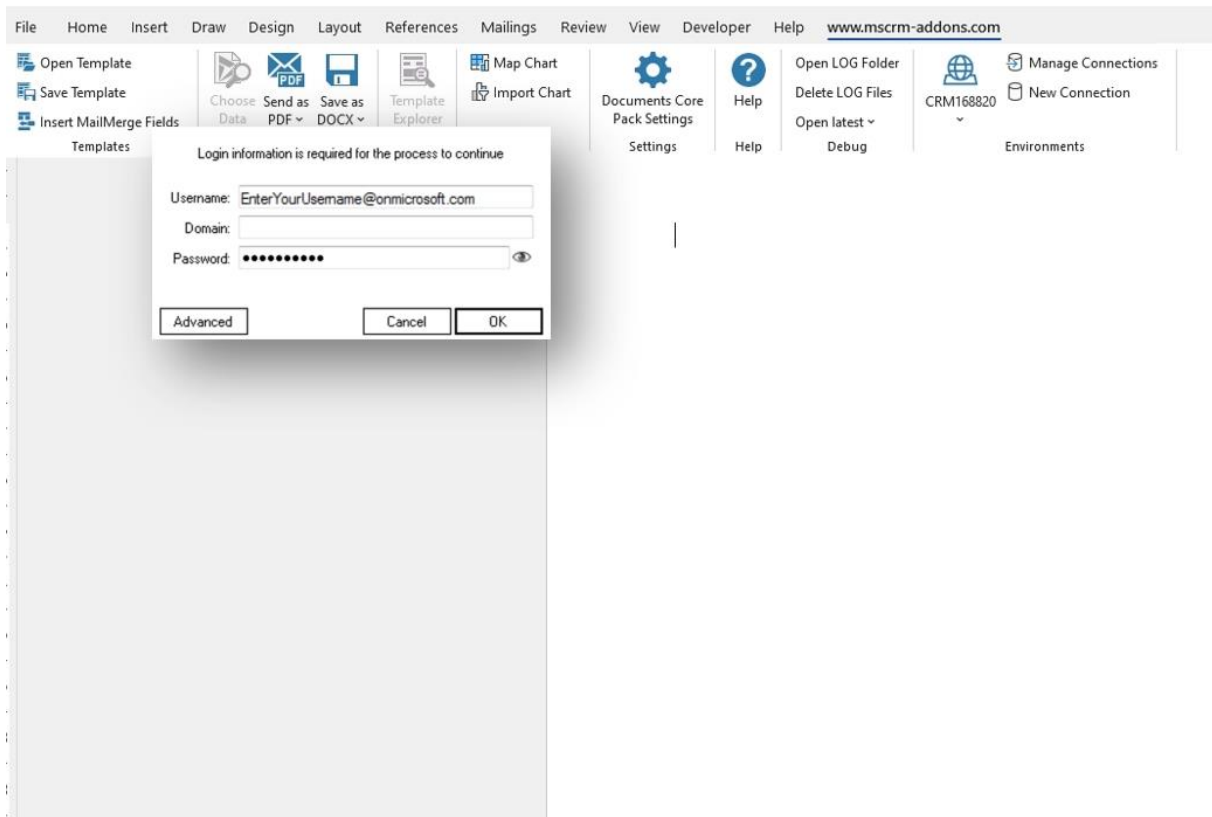 File Home Insert Draw Design Layout References Mailings Review View Developer Help www.mscrm-addons.com
Open Template
Save Template
Insert MailMerge Fields
Templates
Choose Data
Send as PDF
Save as DOCX
PDF
Template Explorer
Map Chart
Import Chart
Documents Core Pack Settings
Settings
Help
Help
Open LOG Folder
Delete LOG Files
Open latest
Debug
CRM168820
Manage Connections
New Connection
Environments
Login information is required for the process to continue
Username: EnterYourUsername@onmicrosoft.com
Domain:
Password: ●●●●●●●●●●
Advanced Cancel OK